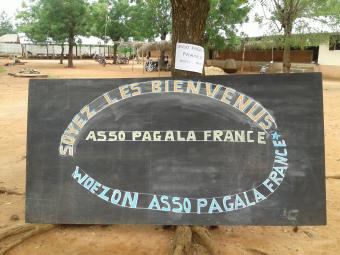 SOYEZ LES BIENVENUS
ASSO PAGALA FRANCE
WOEZON ASSO PAGALA FRANCE